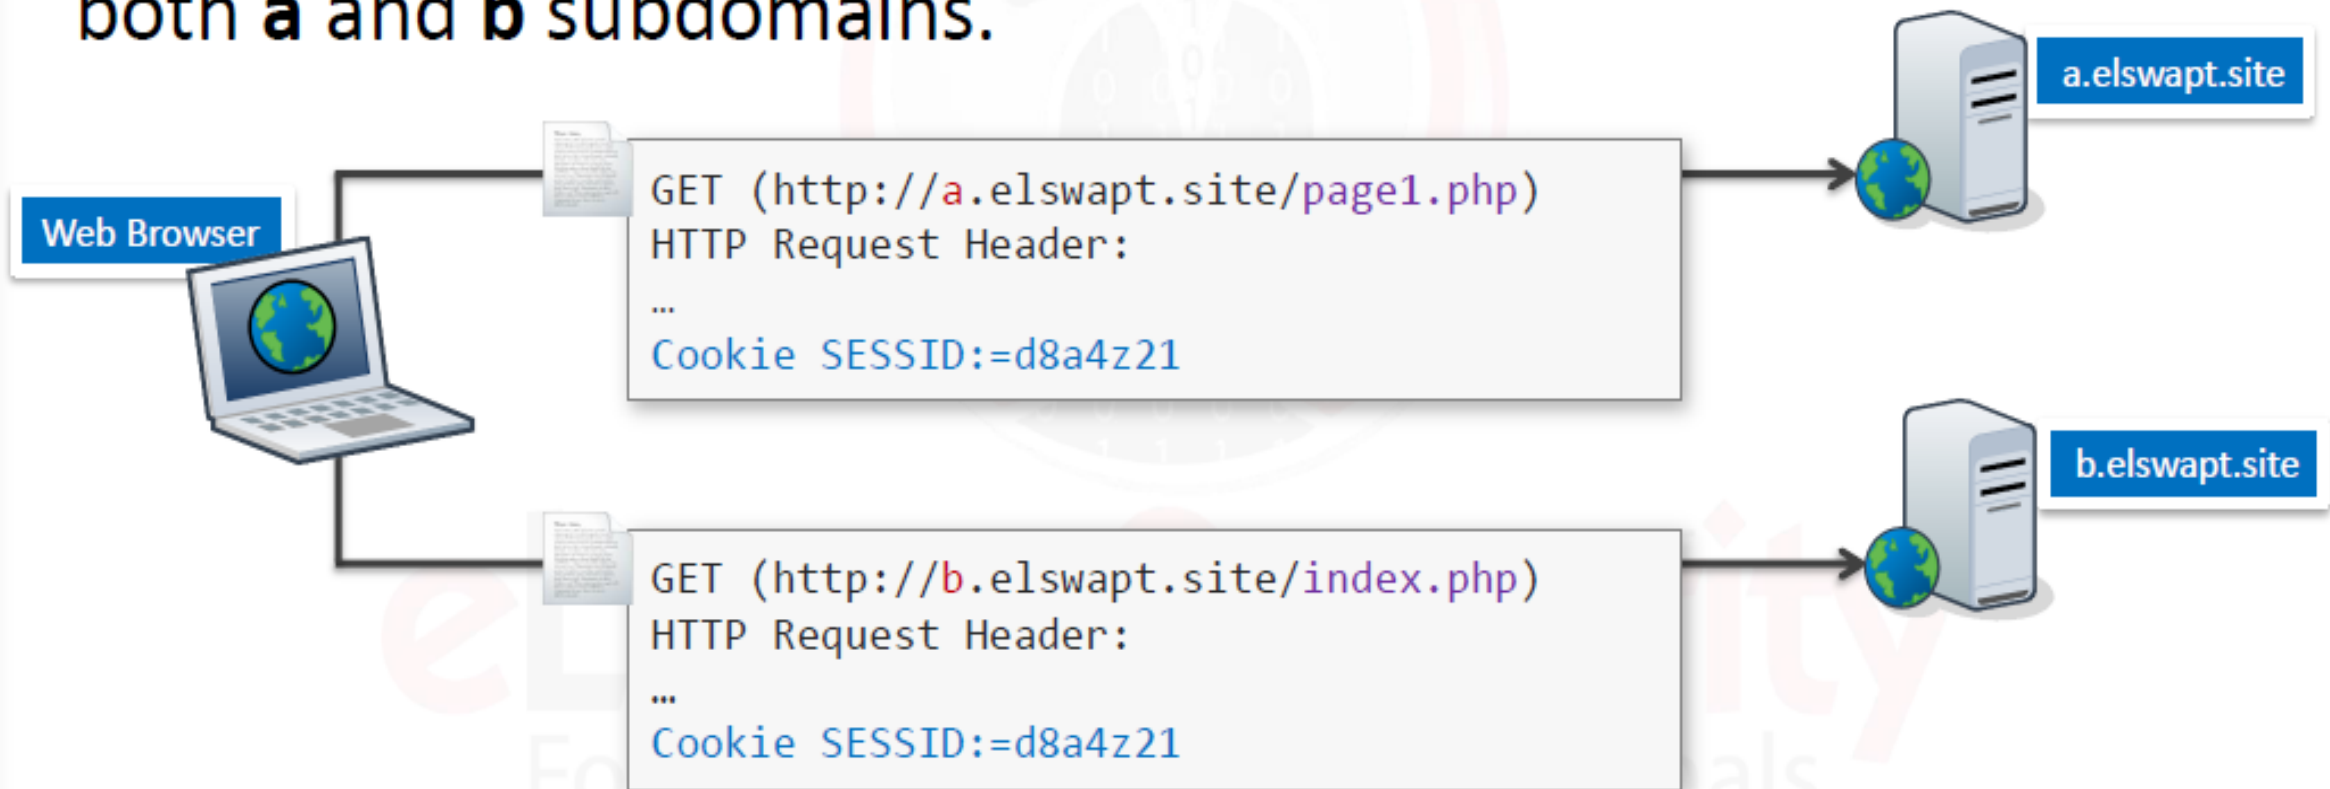 both a and b subdomains.
a.elswapt.site
Web Browser
GET (http://a.elswapt.site/page1.php)
HTTP Request Header:
…
Cookie SESSID:=d8a4z21
b.elswapt.site
GET (http://b.elswapt.site/index.php)
HTTP Request Header:
…
Cookie SESSID:=d8a4z21